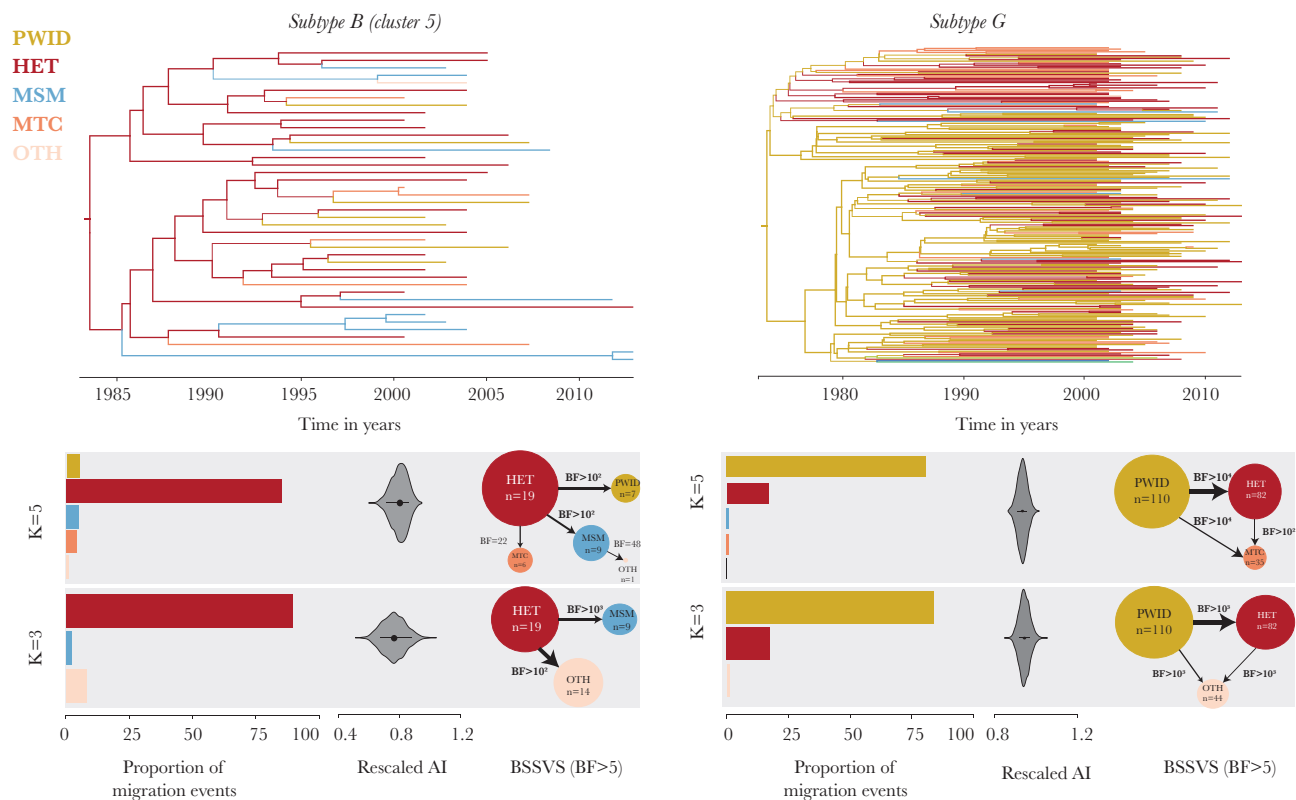 Subtype B (cluster 5)
Subtype G
PWID
HET
MSM
MTC
OTH
1985 1990 1995 2000 2005 2010
Time in years
1980 1990 2000 2010
Time in years
K=5
HET
n=19
BF>10²
PWID
n=7
BF>10²
BF=22
MSM
n=9
BF=48
MTC
n=6
OTH
n=1
K=3
HET
n=19
BF>10³
MSM
n=9
BF>10²
OTH
n=14
0 25 50 75 100
0.4 0.8 1.2
Proportion of
migration events
Rescaled AI
BSSVS (BF>5)
K=5
PWID
n=110
BF>10⁴
HET
n=82
BF>10⁴
BF>10²
MTC
n=35
K=3
PWID
n=110
BF>10³
HET
n=82
BF>10³
BF>10³
OTH
n=44
0 25 50 75 100
0.8 1.2
Proportion of
migration events
Rescaled AI
BSSVS (BF>5)